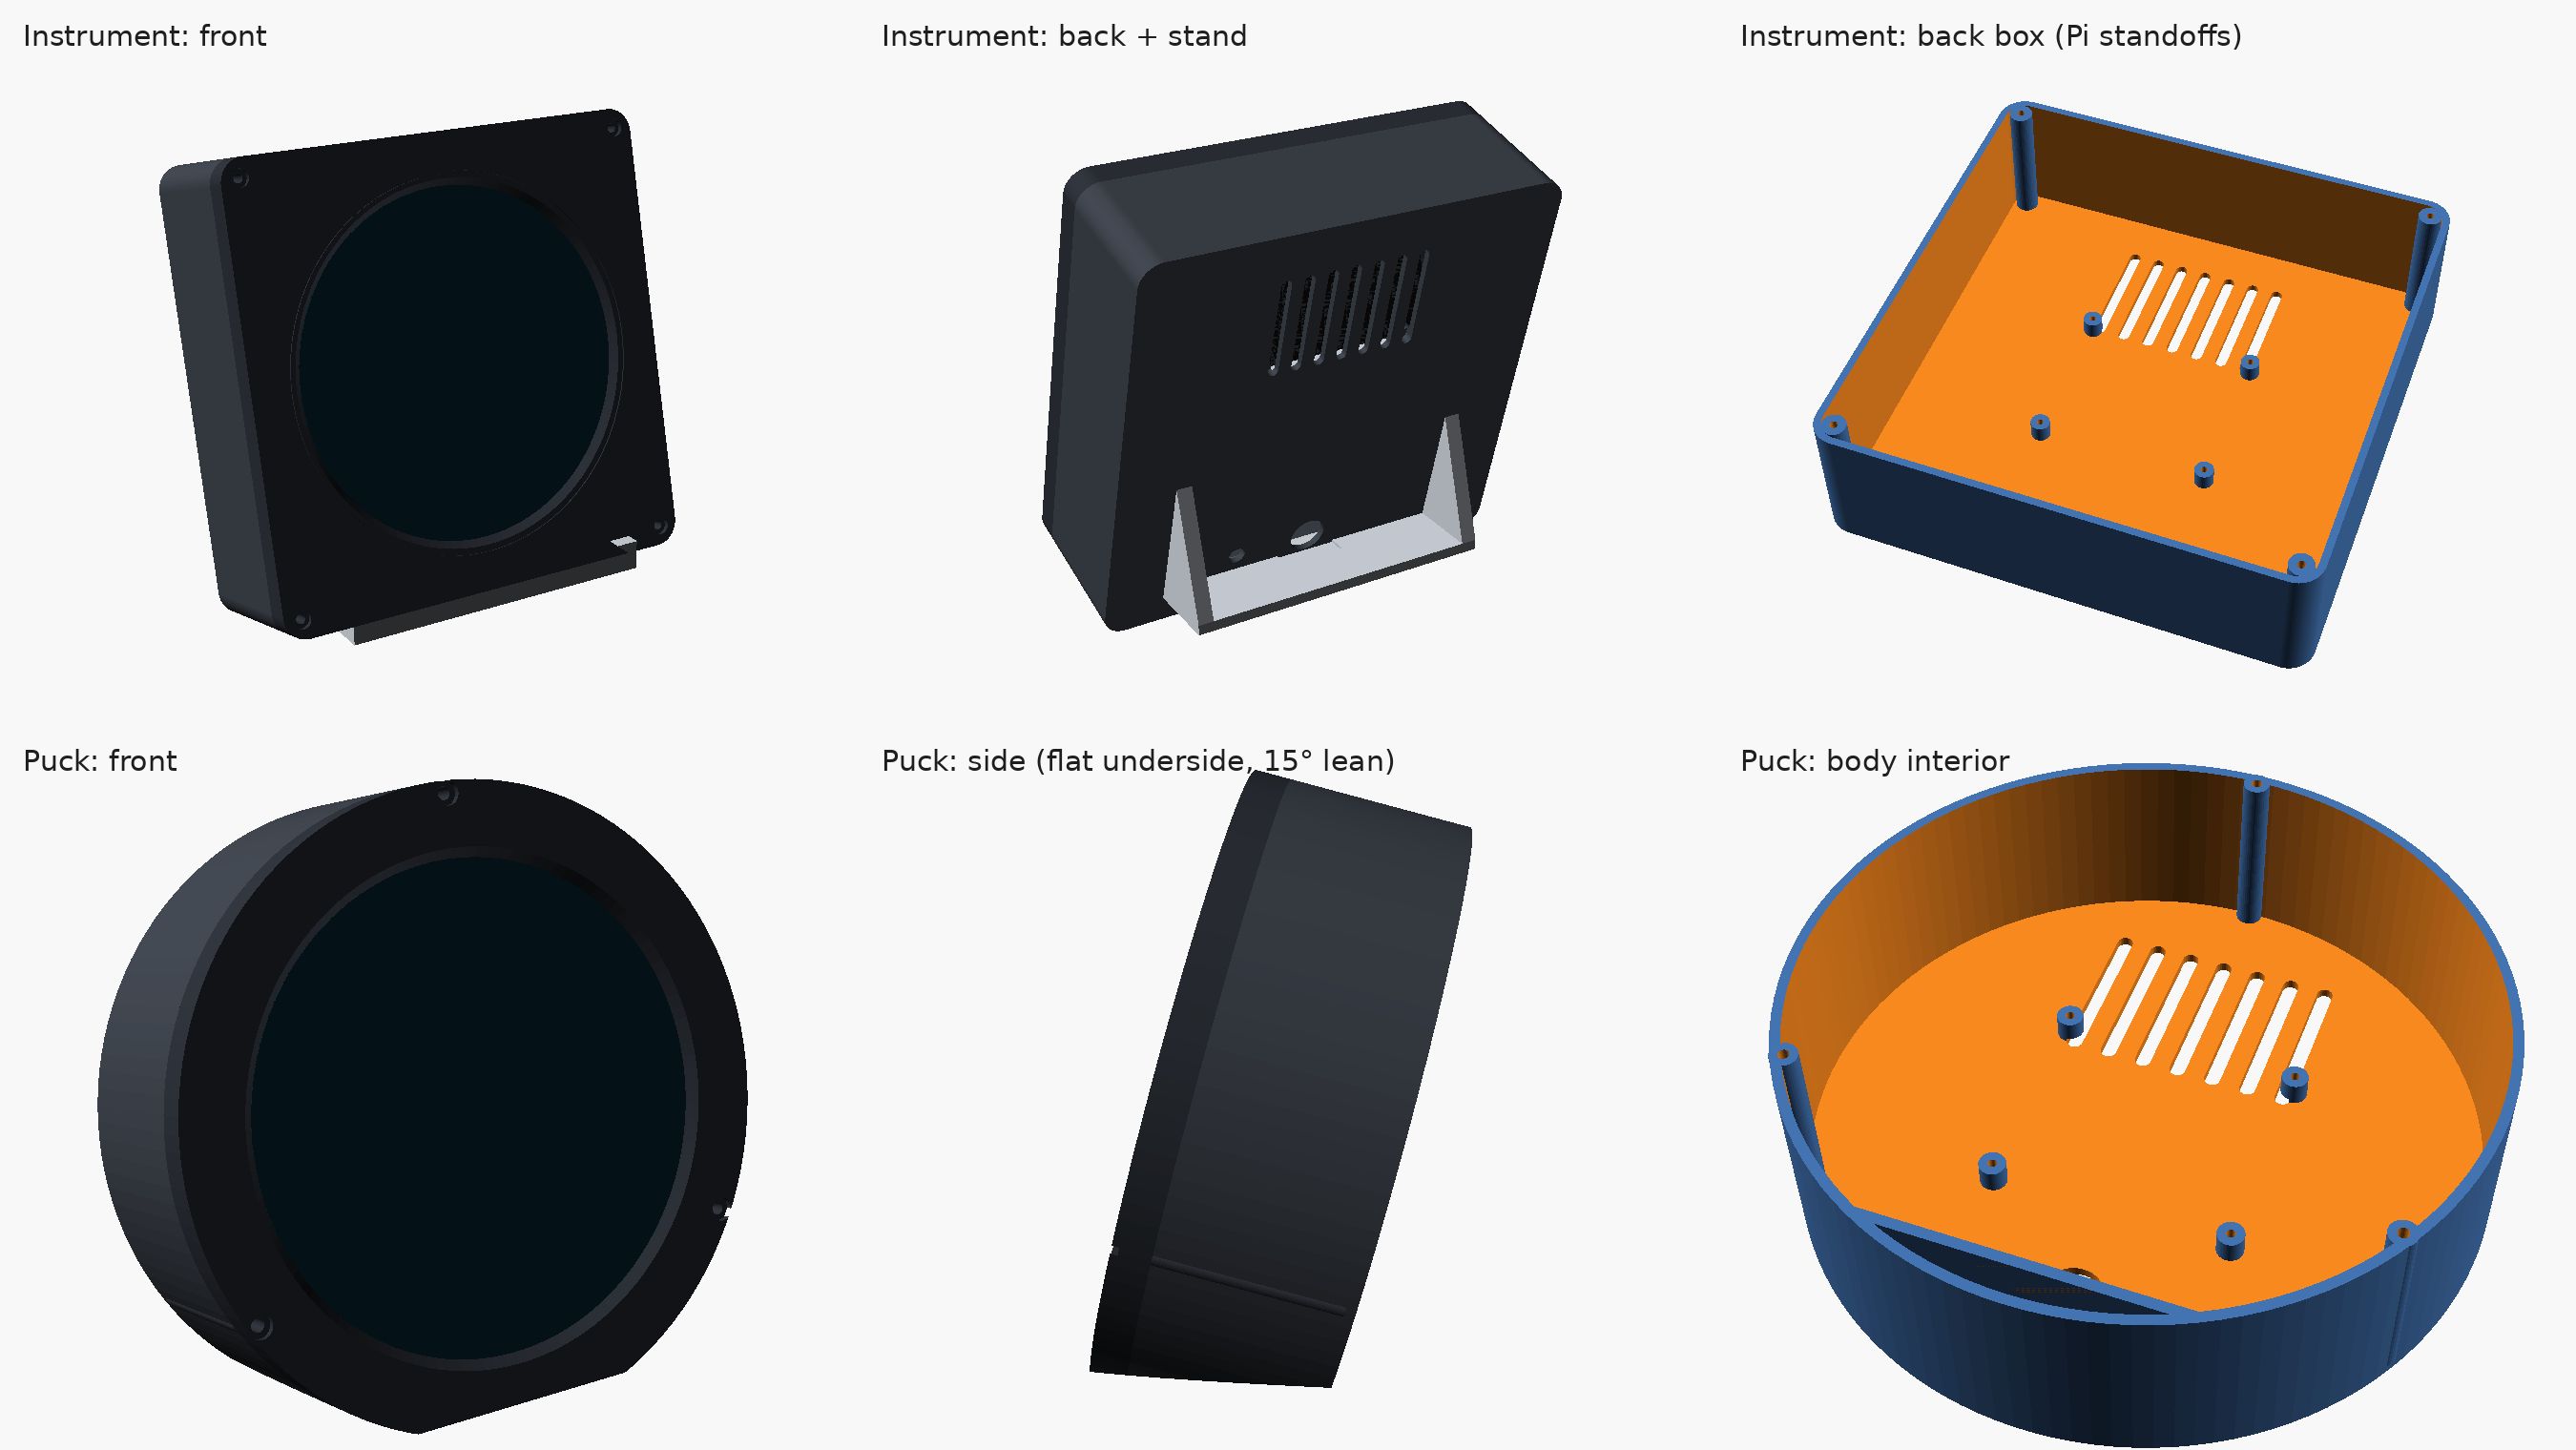 Instrument: front
Instrument: back + stand
Instrument: back box (Pi standoffs)
Puck: front
Puck: side (flat underside, 15° lean)
Puck: body interior